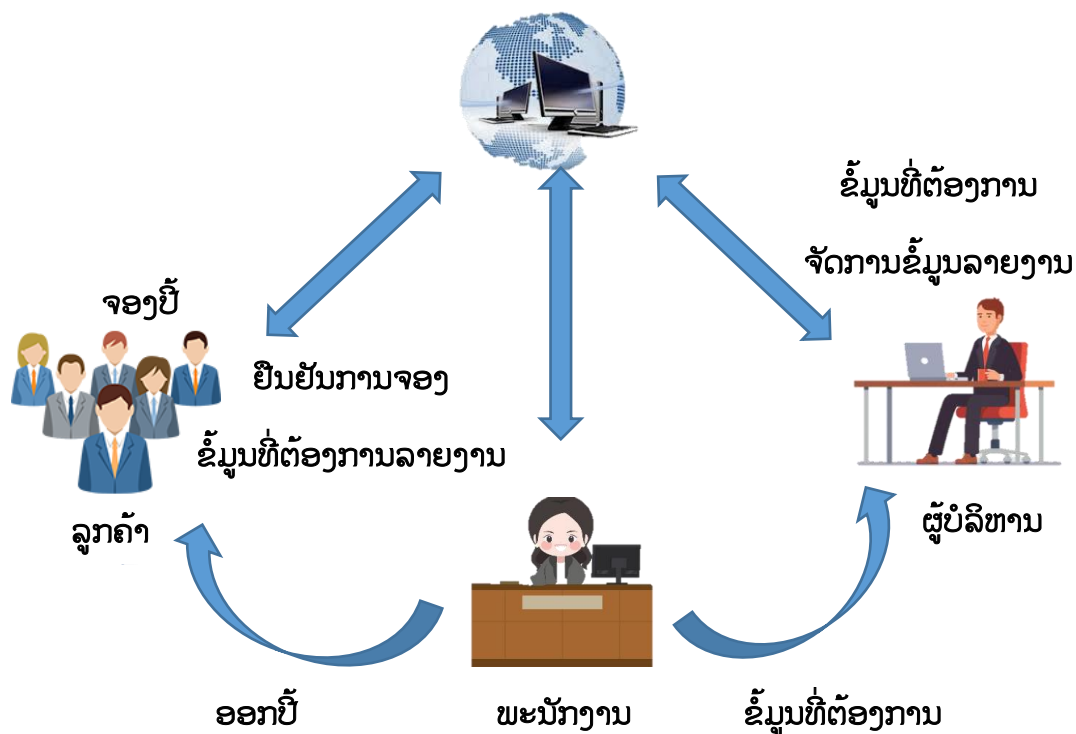 ຂໍ້ມູນທີ່ຕ້ອງການ
ຈັດການຂໍ້ມູນລາຍງານ
ຈອງປີ້
ຢືນຢັນການຈອງ
ຂໍ້ມູນທີ່ຕ້ອງການລາຍງານ
ລູກຄ້າ
ຜູ້ບໍລິຫານ
ອອກປີ້
ພະນັກງານ
ຂໍ້ມູນທີ່ຕ້ອງການ